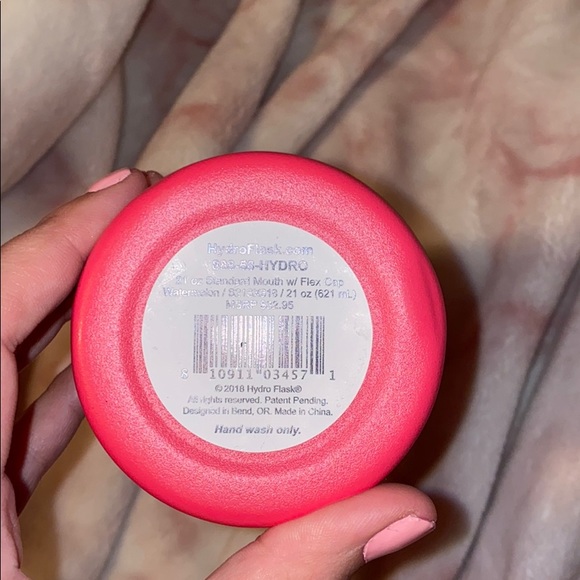 HydroFlask.com
-HYDRO
21 oz Standard Mouth w/ Flex Cap
Watermelon / / 21 oz (621 mL)
10911 03457 1
© 2018 Hydro Flask®
All rights reserved. Patent Pending.
Designed in Bend, OR. Made in China.
Hand wash only.